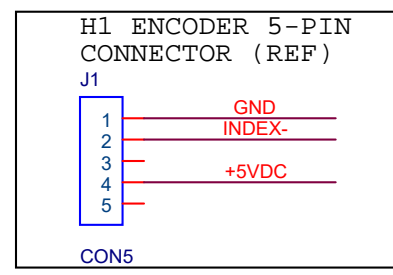 H1 ENCODER 5-PIN
CONNECTOR (REF)
J1
1 GND
2 INDEX-
3
4 +5VDC
5
CON5